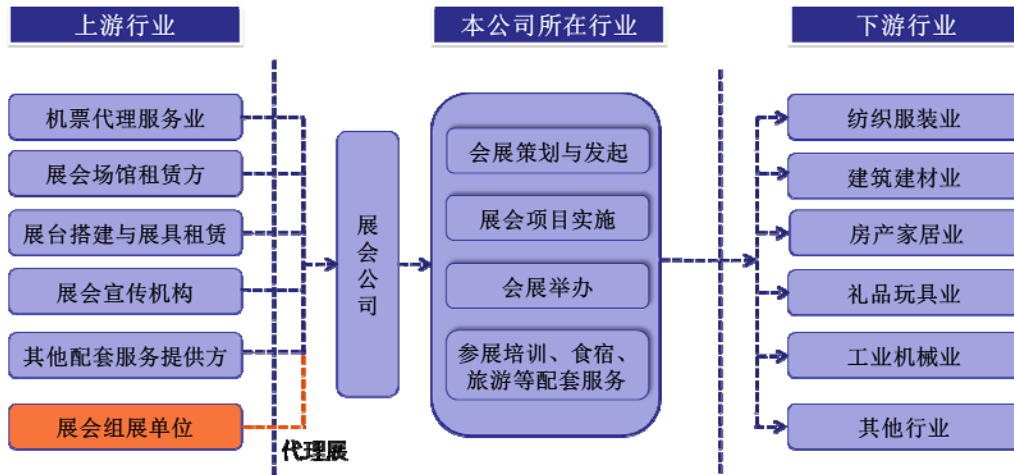 上游行业
本公司所在行业
下游行业
机票代理服务业
展会场馆租赁方
展台搭建与展具租赁
展会宣传机构
其他配套服务提供方
展会组展单位
代理展
展会公司
会展策划与发起
展会项目实施
会展举办
参展培训、食宿、
旅游等配套服务
纺织服装业
建筑建材业
房产家居业
礼品玩具业
工业机械业
其他行业